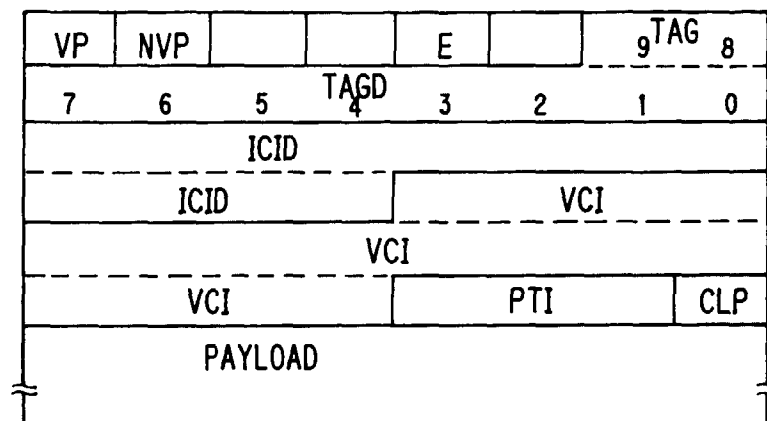 VP NVP E 9 TAG 8
TAGD
7 6 5 4 3 2 1 0
ICID
ICID VCI
VCI
VCI PTI CLP
PAYLOAD